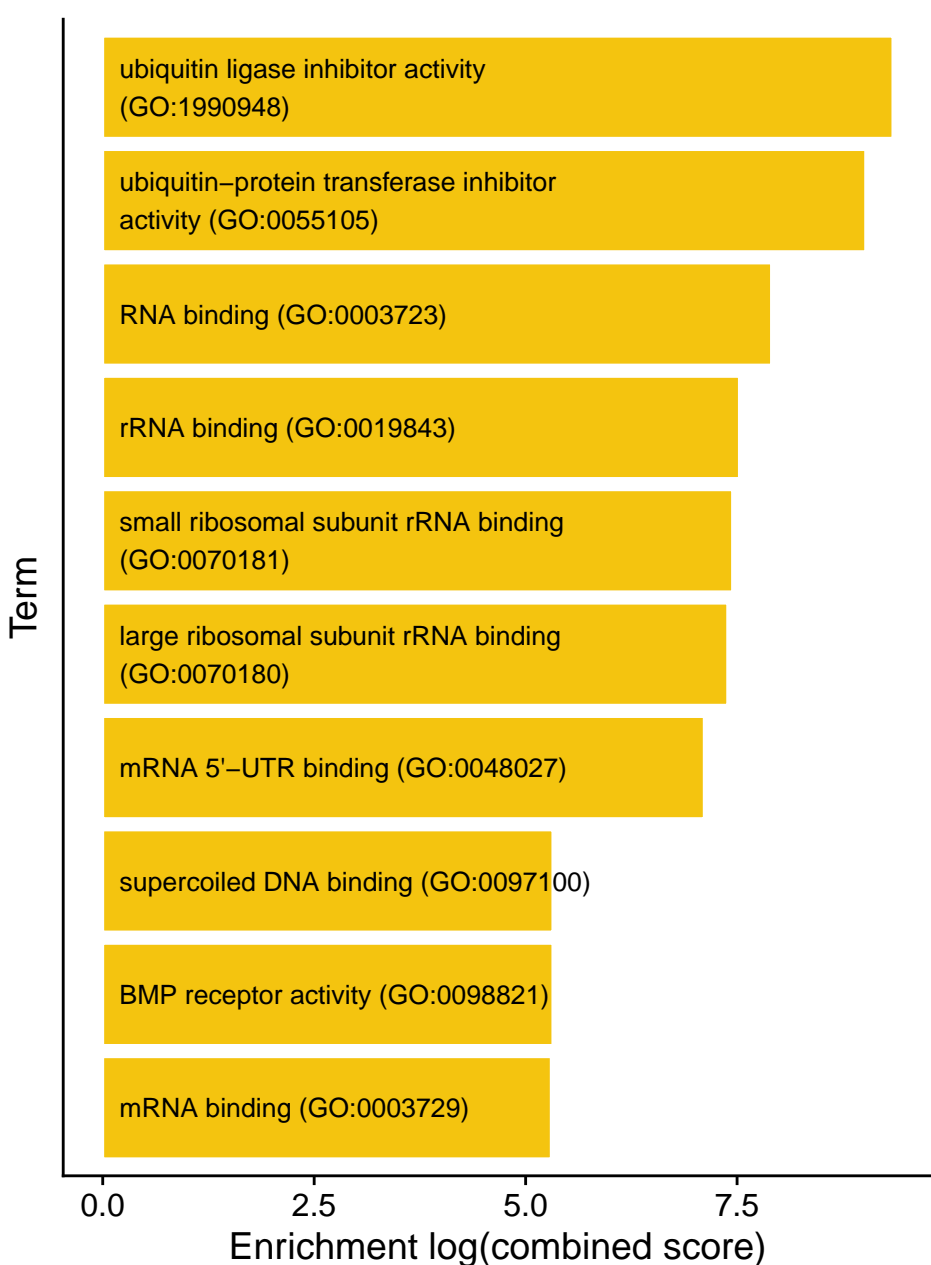 ubiquitin ligase inhibitor activity
(GO:1990948)
ubiquitin−protein transferase inhibitor
activity (GO:0055105)
RNA binding (GO:0003723)
rRNA binding (GO:0019843)
small ribosomal subunit rRNA binding
(GO:0070181)
large ribosomal subunit rRNA binding
(GO:0070180)
mRNA 5'−UTR binding (GO:0048027)
supercoiled DNA binding (GO:0097100)
BMP receptor activity (GO:0098821)
mRNA binding (GO:0003729)
Term
0.0 2.5 5.0 7.5
Enrichment log(combined score)